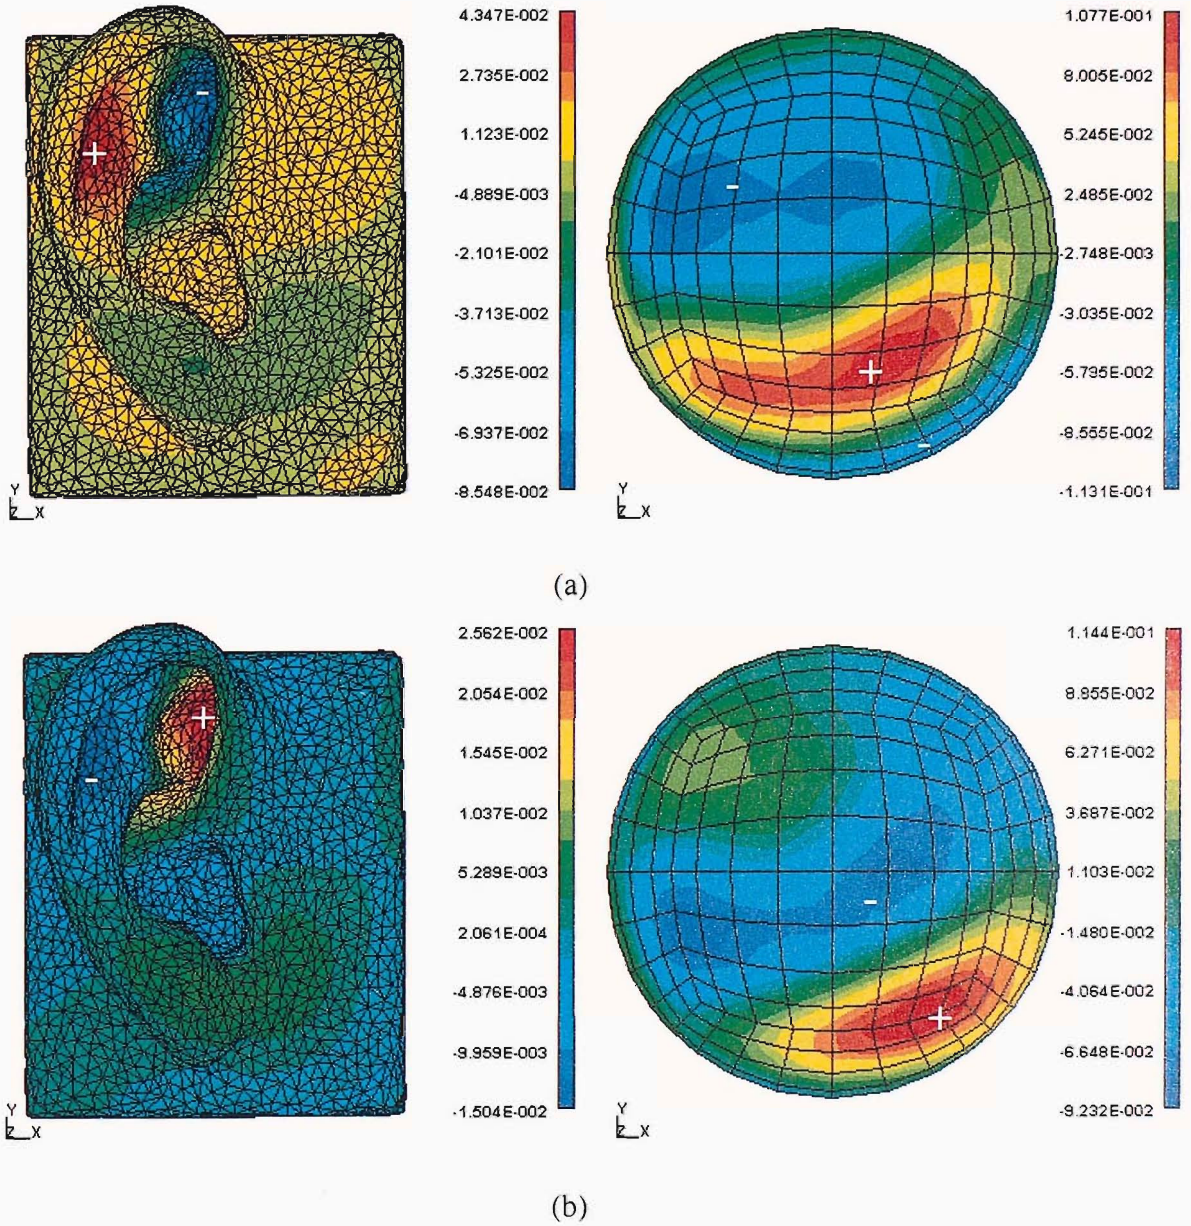 4.347E-002
2.735E-002
1.123E-002
-4.889E-003
-2.101E-002
-3.713E-002
-5.325E-002
-6.937E-002
-8.548E-002
Y
Z X
+
-
1.077E-001
8.005E-002
5.245E-002
2.485E-002
-2.748E-003
-3.035E-002
-5.795E-002
-8.555E-002
-1.131E-001
Y
Z X
-
+
-
(a)
2.562E-002
2.054E-002
1.545E-002
1.037E-002
5.289E-003
2.061E-004
-4.876E-003
-9.959E-003
-1.504E-002
Y
Z X
+
-
1.144E-001
8.955E-002
6.271E-002
3.687E-002
1.103E-002
-1.480E-002
-4.064E-002
-6.648E-002
-9.232E-002
Y
Z X
-
+
(b)